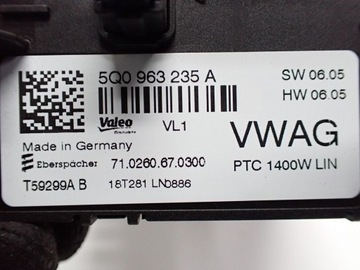 5Q0 963 235 A
SW 06.05
HW 06.05
Valeo
VL1
VWAG
Made in Germany
Eberspächer
71.0260.67.0300
PTC 1400W LIN
T59299A B
18T281 LN0886